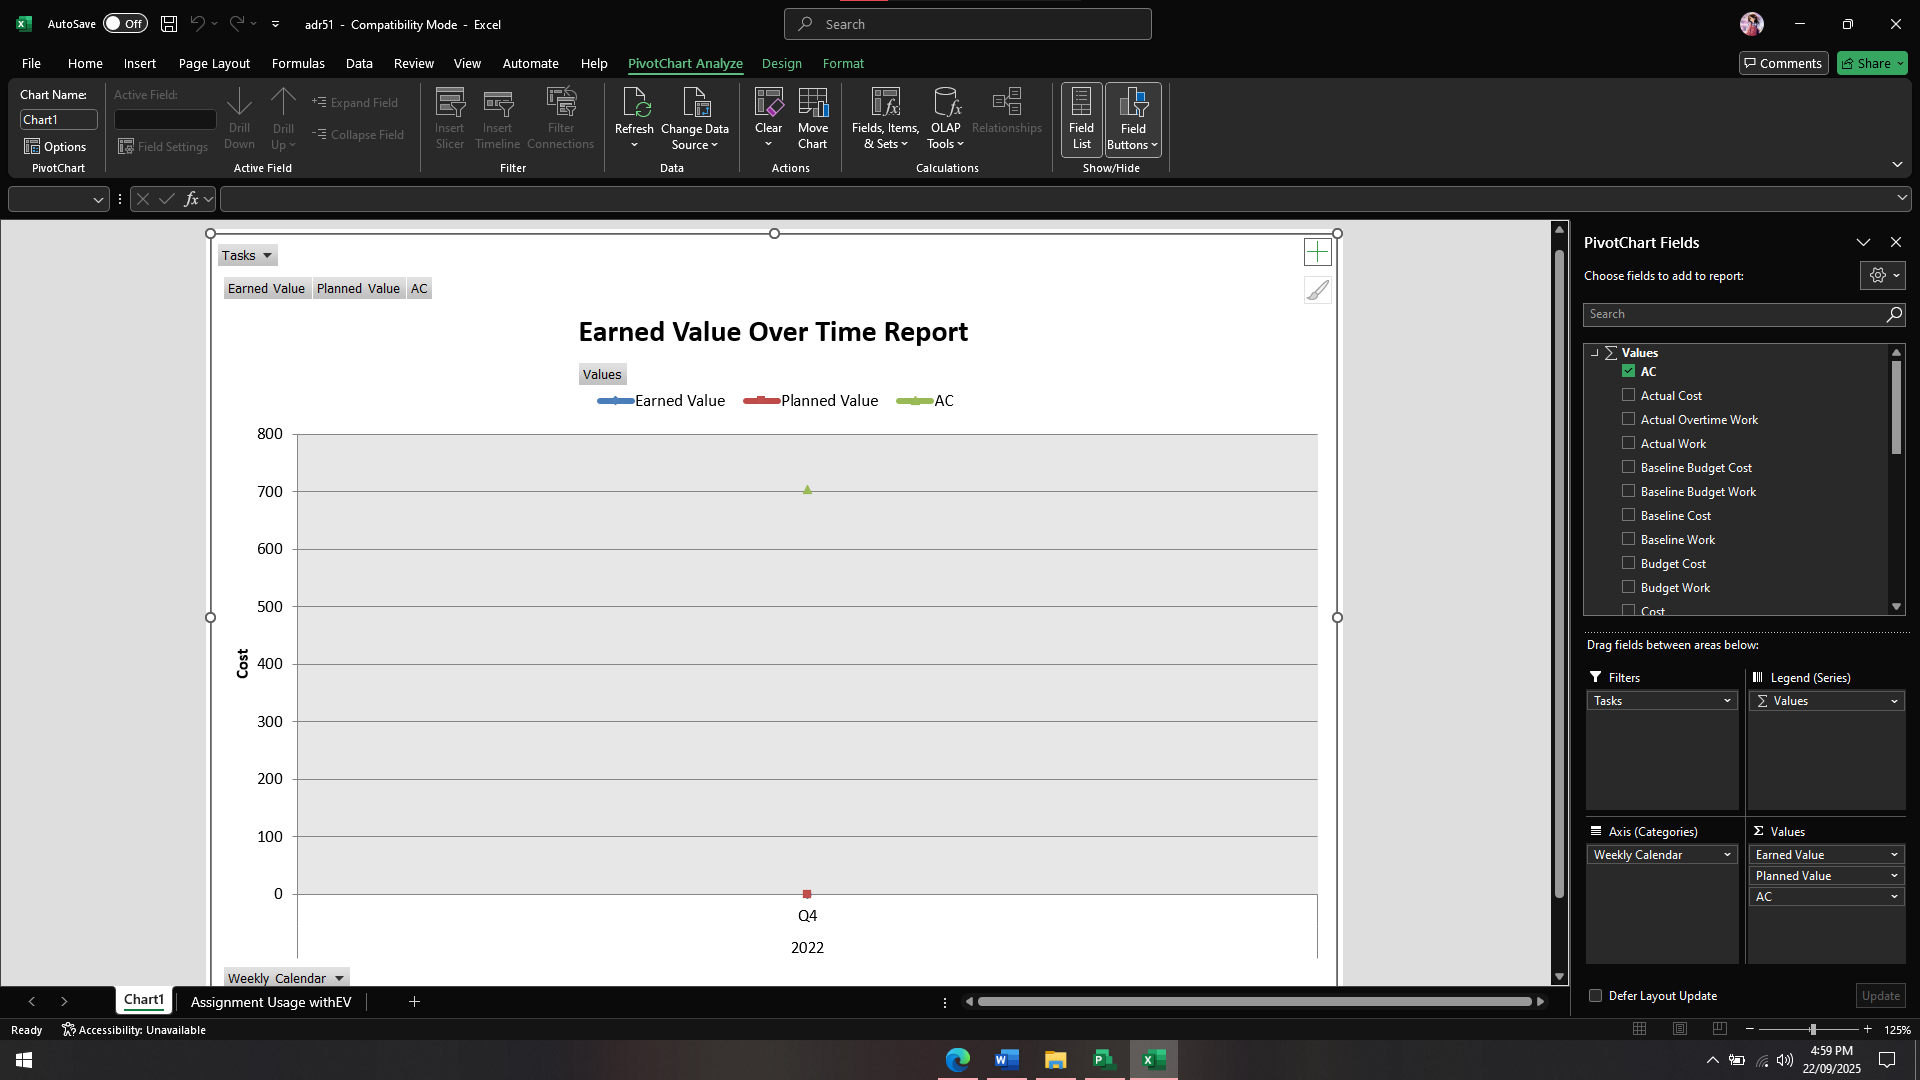 AutoSave Off adr51 - Compatibility Mode - Excel Search
File Home Insert Page Layout Formulas Data Review View Automate Help PivotChart Analyze Design Format Comments Share
Chart Name:
Chart1
Options
PivotChart
Active Field:
Field Settings
Drill Down
Drill Up
Expand Field
Collapse Field
Active Field
Insert Slicer
Insert Timeline
Filter Connections
Filter
Refresh
Change Data Source
Data
Clear
Move Chart
Actions
Fields, Items, & Sets
OLAP Tools
Relationships
Calculations
Field List
Field Buttons
Show/Hide
fx
Tasks
Earned Value Planned Value AC
Earned Value Over Time Report
Values
Earned Value Planned Value AC
800
700
600
500
400
300
200
100
0
Cost
Q4
2022
Weekly Calendar
PivotChart Fields
Choose fields to add to report:
Search
Σ Values
AC
Actual Cost
Actual Overtime Work
Actual Work
Baseline Budget Cost
Baseline Budget Work
Baseline Cost
Baseline Work
Budget Cost
Budget Work
Cost
Drag fields between areas below:
Filters
Tasks
Legend (Series)
Σ Values
Axis (Categories)
Weekly Calendar
Σ Values
Earned Value
Planned Value
AC
Defer Layout Update Update
Chart1 Assignment Usage withEV
Ready Accessibility: Unavailable 125%
4:59 PM
22/09/2025